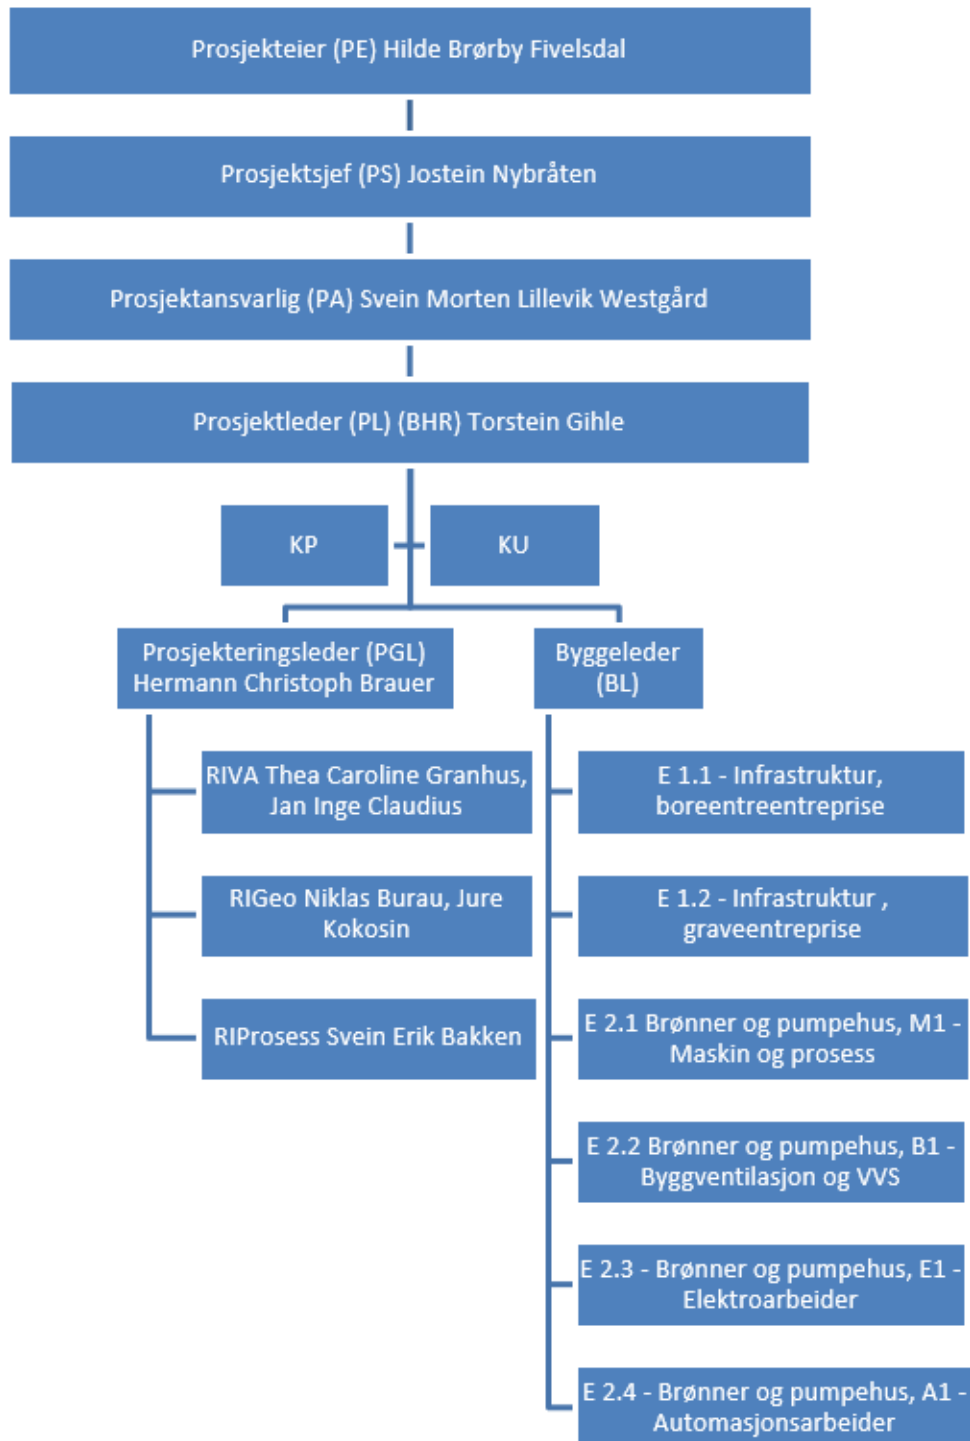 Prosjekteier (PE) Hilde Brørby Fivelsdal
Prosjektsjef (PS) Jostein Nybråten
Prosjektansvarlig (PA) Svein Morten Lillevik Westgård
Prosjektleder (PL) (BHR) Torstein Gihle
KP
KU
Prosjekteringsleder (PGL)
Hermann Christoph Brauer
RIVA Thea Caroline Granhus,
Jan Inge Claudius
RIGeo Niklas Burau, Jure
Kokosin
RIProsess Svein Erik Bakken
Byggeleder
(BL)
E 1.1 - Infrastruktur,
boreentreentreprise
E 1.2 - Infrastruktur ,
graveentreprise
E 2.1 Brønner og pumpehus, M1 -
Maskin og prosess
E 2.2 Brønner og pumpehus, B1 -
Byggventilasjon og VVS
E 2.3 - Brønner og pumpehus, E1 -
Elektroarbeider
E 2.4 - Brønner og pumpehus, A1 -
Automasjonsarbeider